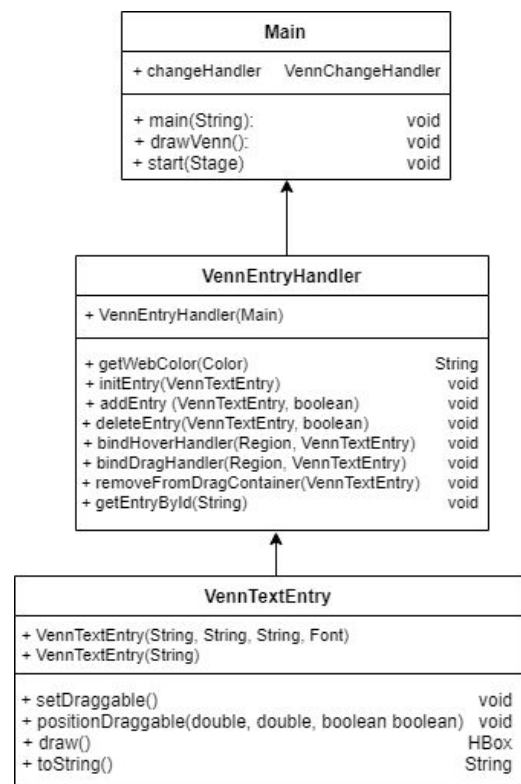 Main
+ changeHandler VennChangeHandler
+ main(String): void
+ drawVenn(): void
+ start(Stage) void
VennEntryHandler
+ VennEntryHandler(Main)
+ getWebColor(Color) String
+ initEntry(VennTextEntry) void
+ addEntry (VennTextEntry, boolean) void
+ deleteEntry(VennTextEntry, boolean) void
+ bindHoverHandler(Region, VennTextEntry) void
+ bindDragHandler(Region, VennTextEntry) void
+ removeFromDragContainer(VennTextEntry) void
+ getEntryById(String) void
VennTextEntry
+ VennTextEntry(String, String, String, Font)
+ VennTextEntry(String)
+ setDraggable() void
+ positionDraggable(double, double, boolean boolean) void
+ draw() HBox
+ toString() String